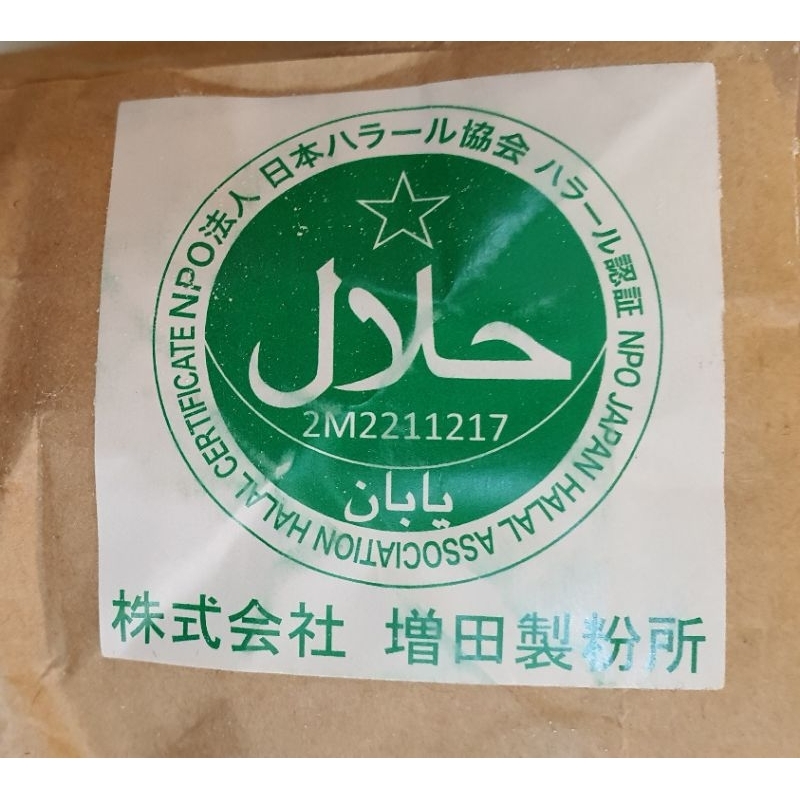 NPO法人 日本ハラール協会 ハラール認証 NPO JAPAN HALAL ASSOCIATION HALAL CERTIFICATE
حلال
2M2211217
يابان
株式会社 増田製粉所